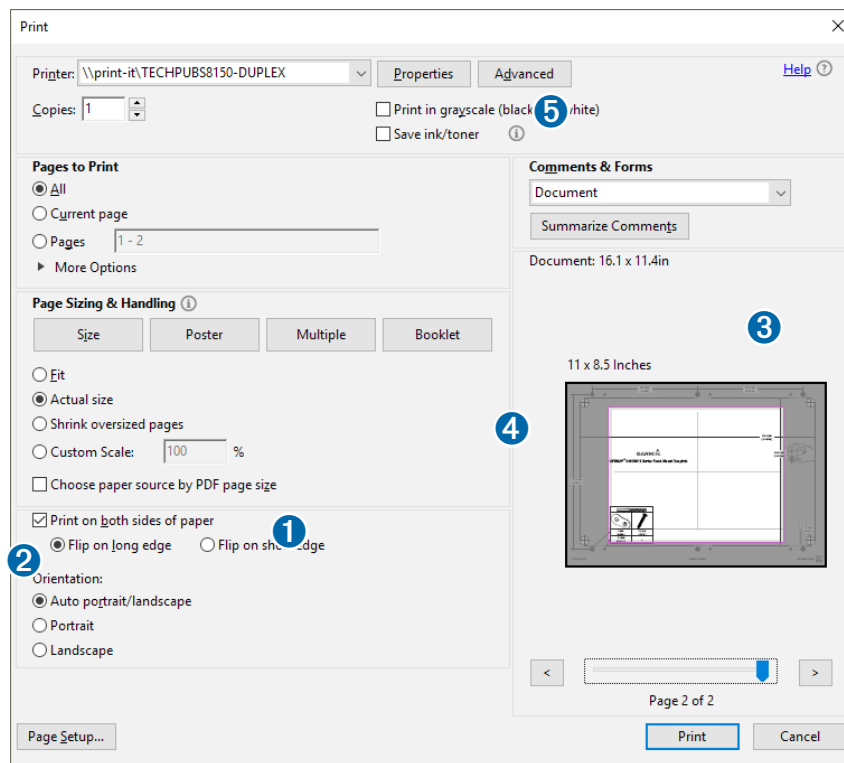 Print
Printer: \\print-it\TECHPUBS8150-DUPLEX Properties Advanced Help
Copies: 1 Print in grayscale (black white)
5
Save ink/toner
Pages to Print
All
Current page
Pages 1 - 2
More Options
Comments & Forms
Document
Summarize Comments
Document: 16.1 x 11.4in
Page Sizing & Handling
Size Poster Multiple Booklet
Fit
Actual size
Shrink oversized pages
Custom Scale: 100 %
Choose paper source by PDF page size
3
11 x 8.5 Inches
4
GARMIN
Print on both sides of paper
1
Flip on long edge Flip on edge
2
Orientation:
Auto portrait/landscape
Portrait
Landscape
< >
Page 2 of 2
Page Setup... Print Cancel